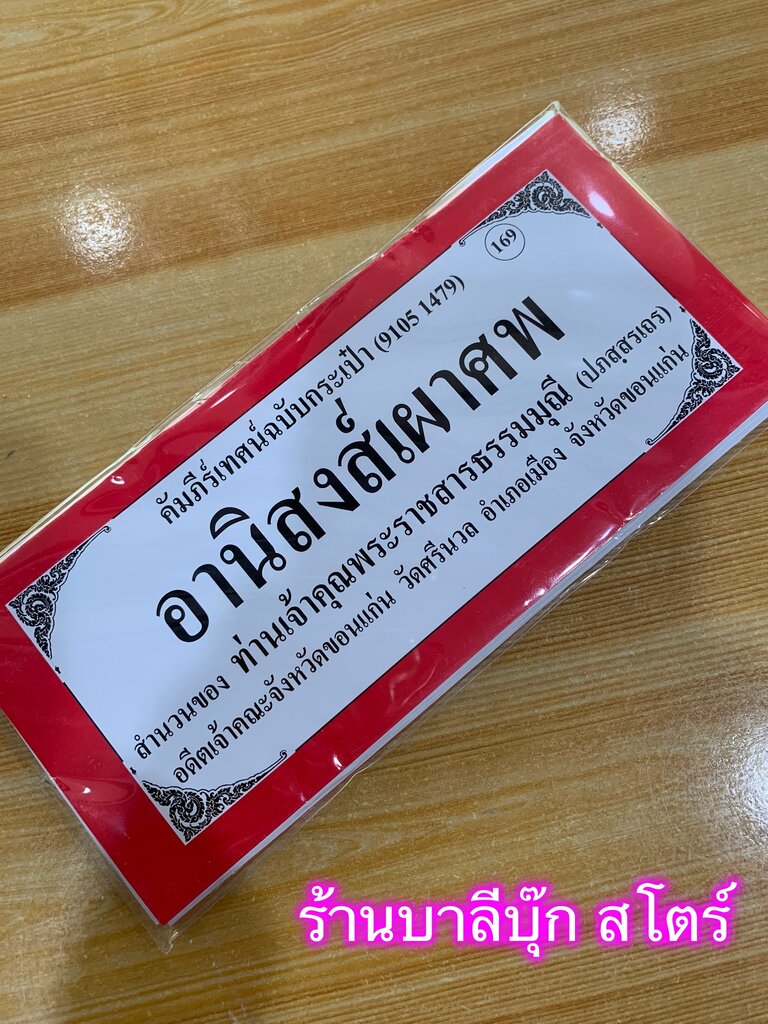 169
คัมภีร์เทศน์ฉบับกระเป๋า (9105 1479)
อานิสงส์เผาศพ
สำนวนของ ท่านเจ้าคุณพระราชสารธรรมมุณี (ปภสฺสรเถร)
อดีตเจ้าคณะจังหวัดขอนแก่น วัดศรีนวล อำเภอเมือง จังหวัดขอนแก่น
ร้านบาลีบุ๊ก สโตร์